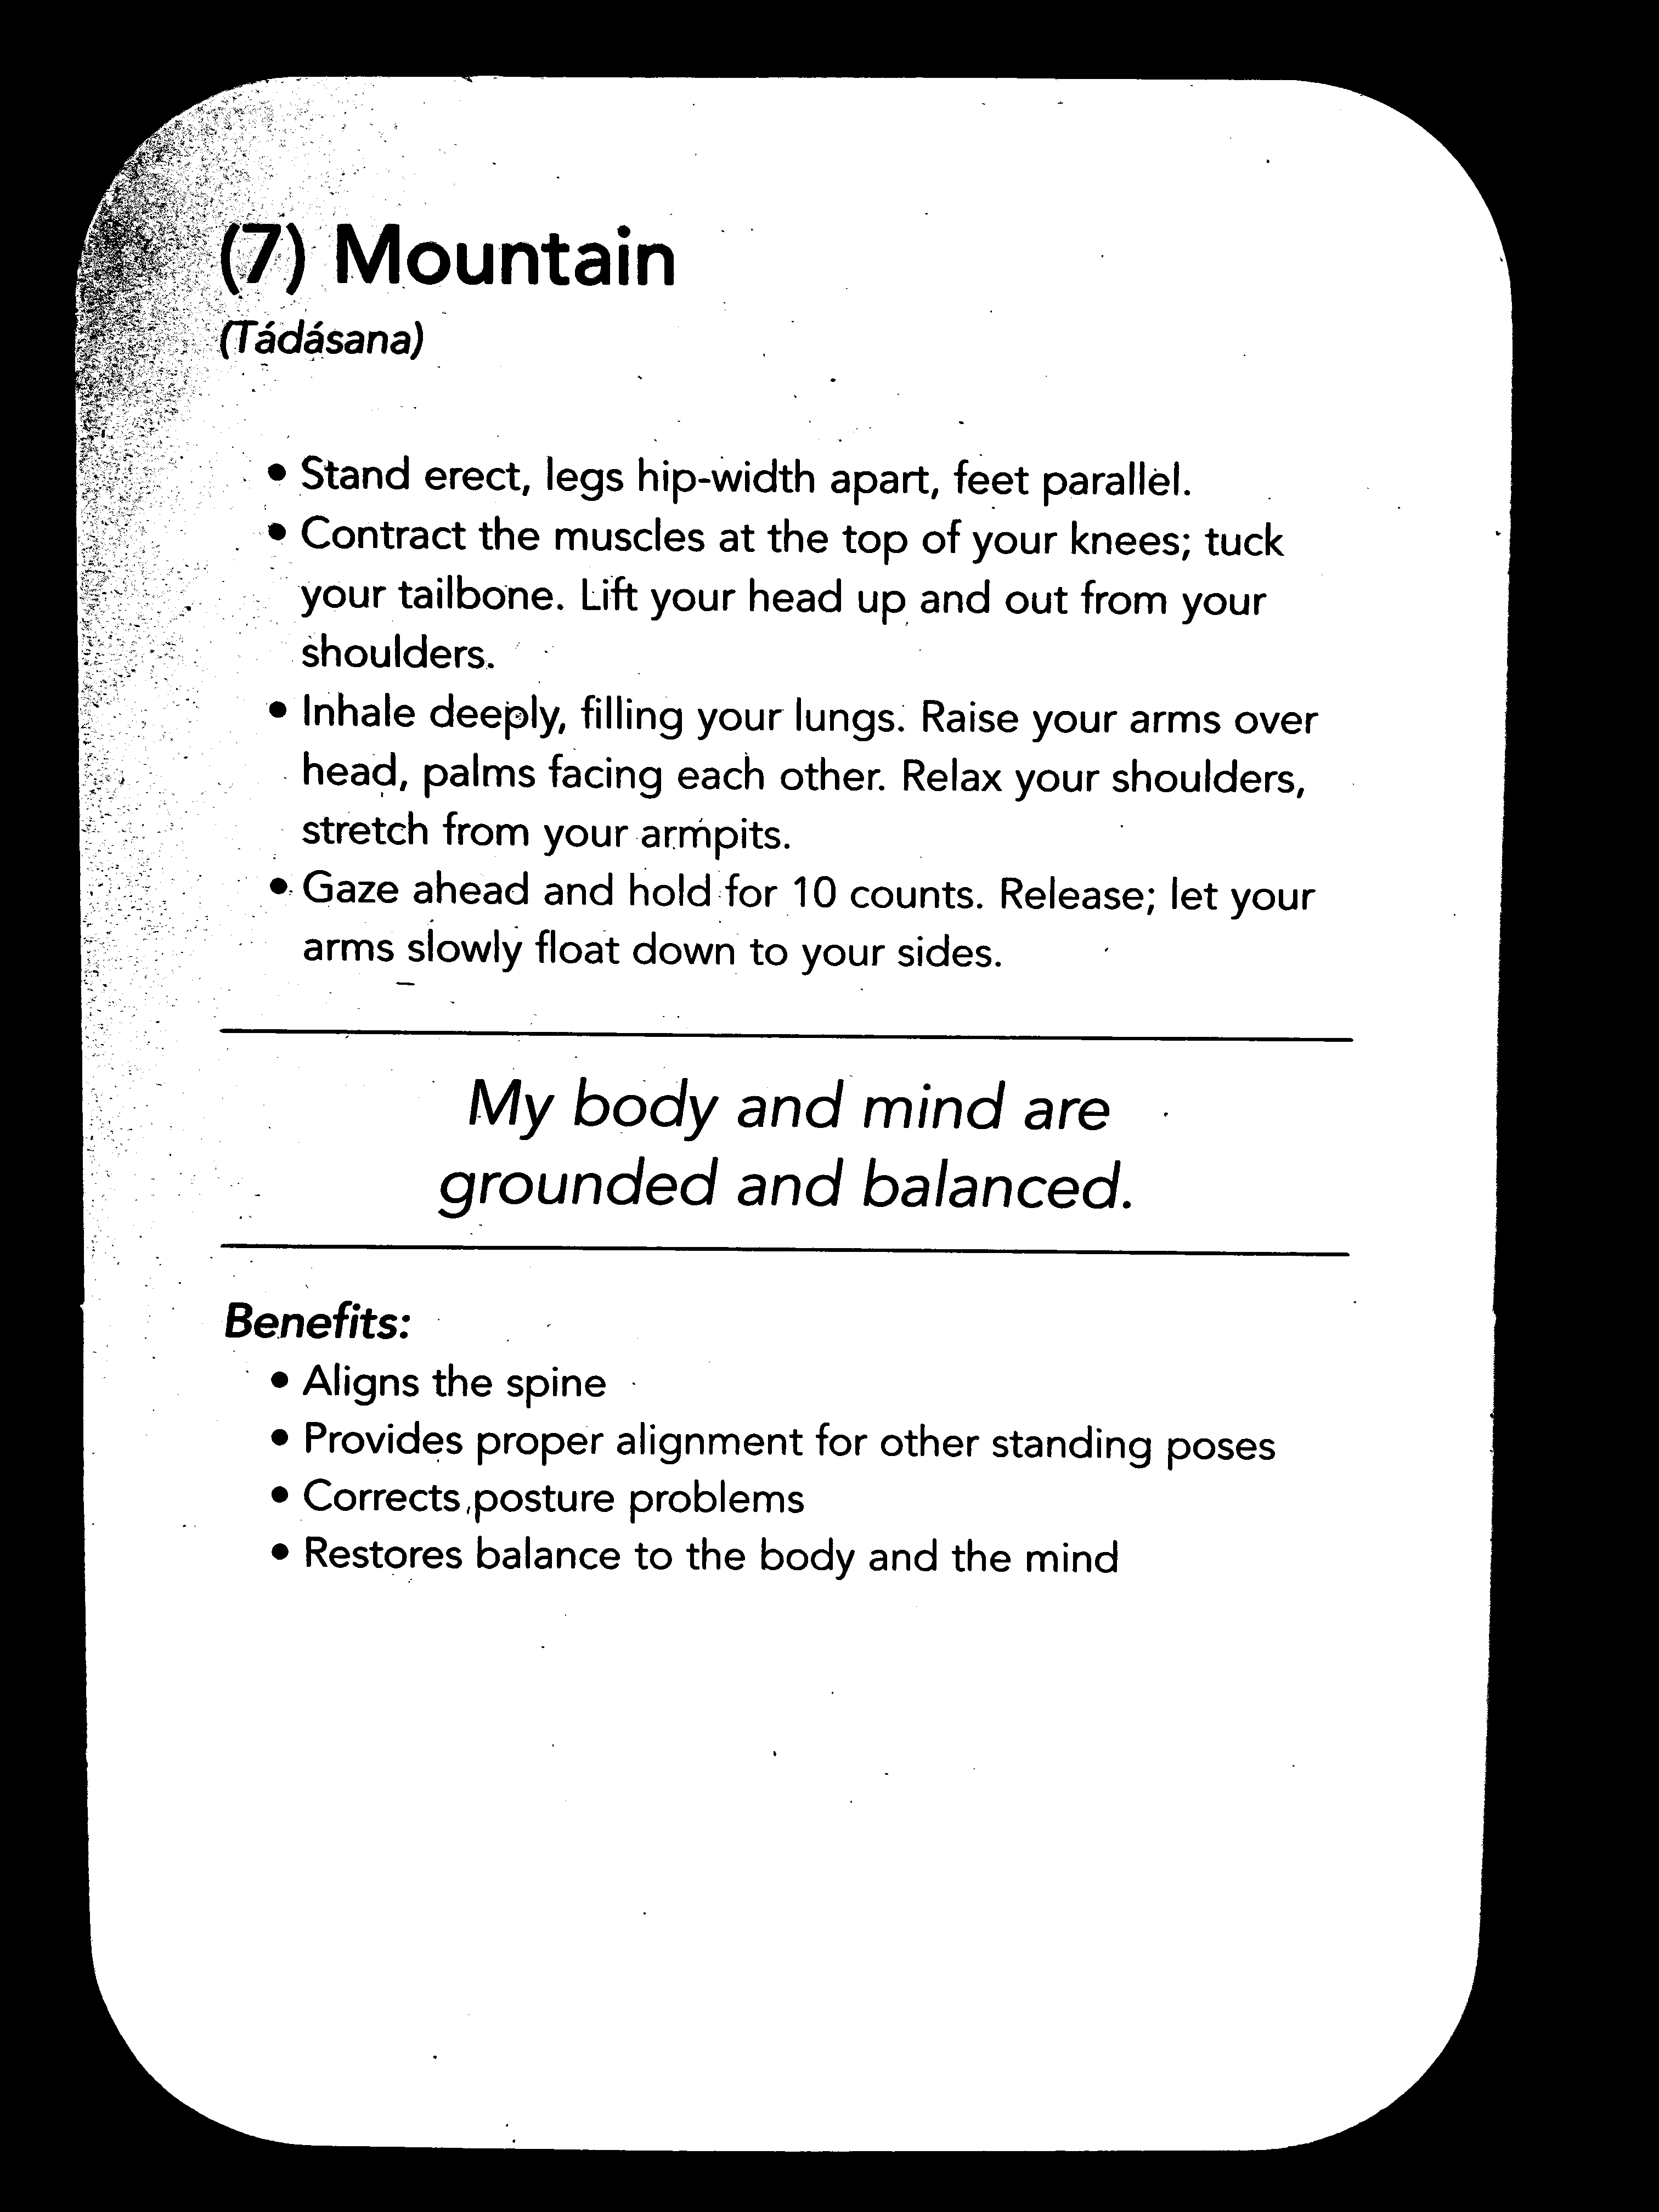 (7) Mountain
(Tádásana)
• Stand erect, legs hip-width apart, feet parallel.
• Contract the muscles at the top of your knees; tuck
your tailbone. Lift your head up and out from your
shoulders.
• Inhale deeply, filling your lungs. Raise your arms over
head, palms facing each other. Relax your shoulders,
stretch from your armpits.
• Gaze ahead and hold for 10 counts. Release; let your
arms slowly float down to your sides.
My body and mind are
grounded and balanced.
Benefits:
• Aligns the spine
• Provides proper alignment for other standing poses
• Corrects posture problems
• Restores balance to the body and the mind